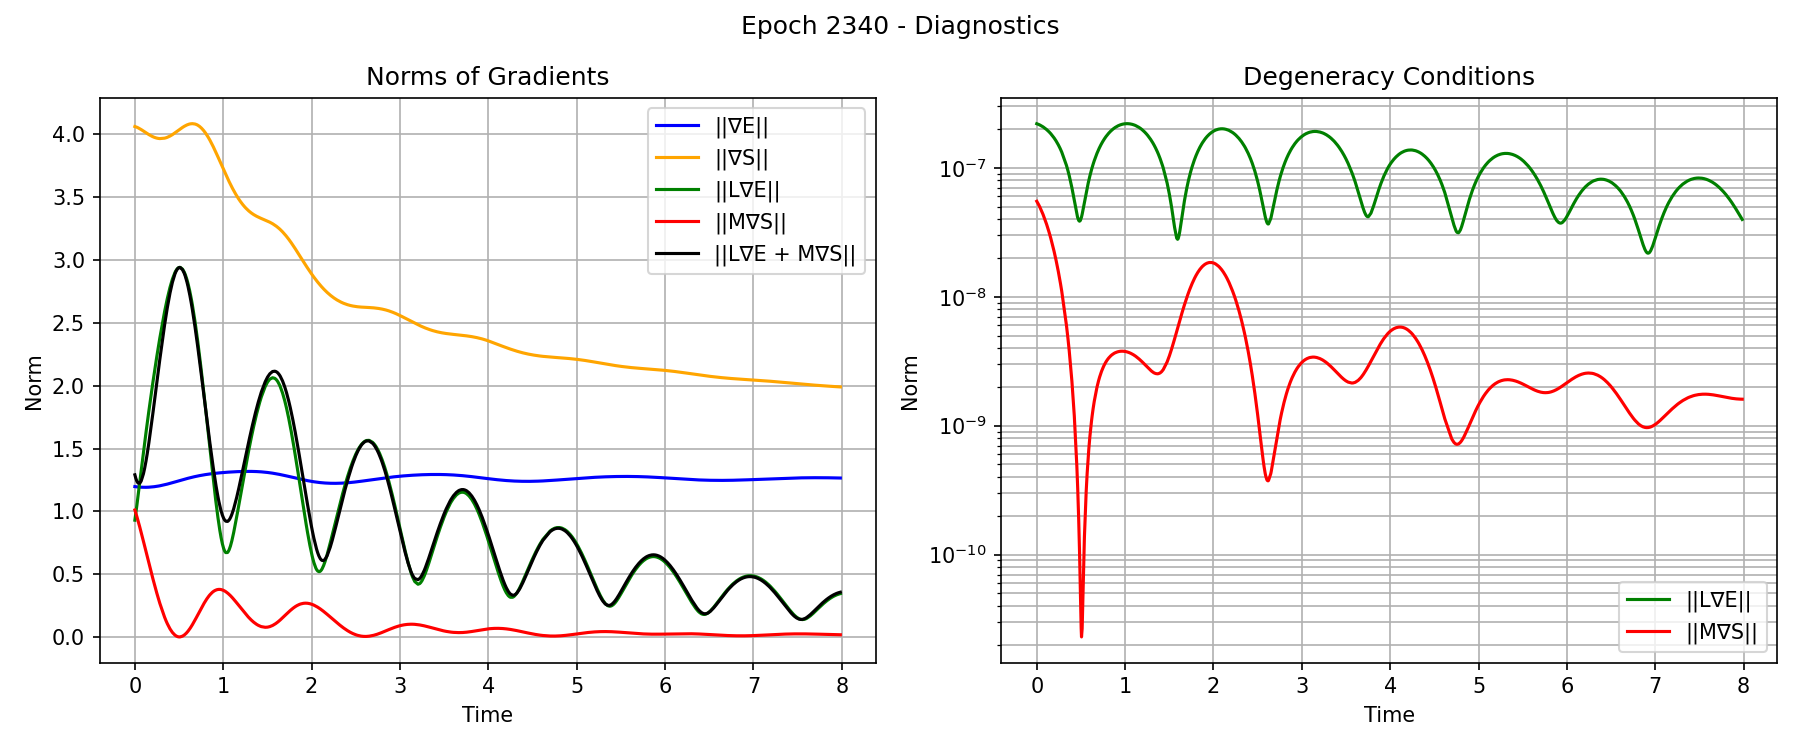 Epoch 2340 - Diagnostics
Norms of Gradients
Norm
4.0
3.5
3.0
2.5
2.0
1.5
1.0
0.5
0.0
||∇E||
||∇S||
||L∇E||
||M∇S||
||L∇E + M∇S||
0 1 2 3 4 5 6 7 8
Time
Degeneracy Conditions
Norm
10⁻⁷
10⁻⁸
10⁻⁹
10⁻¹⁰
||L∇E||
||M∇S||
0 1 2 3 4 5 6 7 8
Time